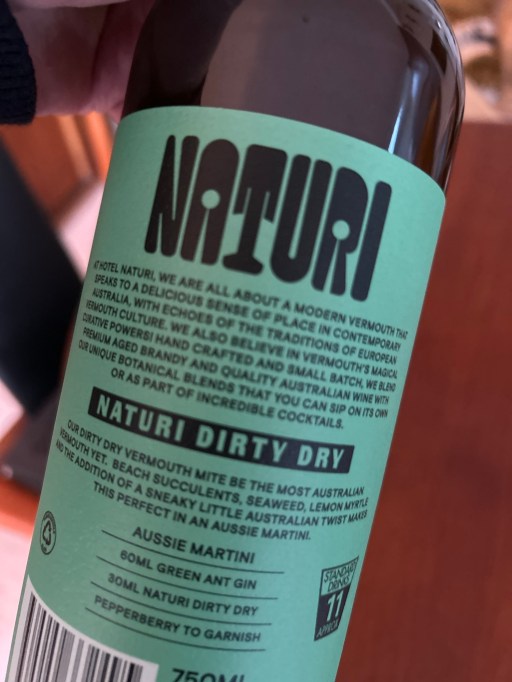 NATURI
AT HOTEL NATURI, WE ARE ALL ABOUT A MODERN VERMOUTH THAT
SPEAKS TO A DELICIOUS SENSE OF PLACE IN CONTEMPORARY
AUSTRALIA, WITH ECHOES OF THE TRADITIONS OF EUROPEAN
VERMOUTH CULTURE. WE ALSO BELIEVE IN VERMOUTH'S MAGICAL
CURATIVE POWERS! HAND CRAFTED AND SMALL BATCH, WE BLEND
PREMIUM AGED BRANDY AND QUALITY AUSTRALIAN WINE WITH
OUR UNIQUE BOTANICAL BLENDS THAT YOU CAN SIP ON ITS OWN
OR AS PART OF INCREDIBLE COCKTAILS.
NATURI DIRTY DRY
OUR DIRTY DRY VERMOUTH MITE BE THE MOST AUSTRALIAN
VERMOUTH YET. BEACH SUCCULENTS, SEAWEED, LEMON MYRTLE
AND THE ADDITION OF A SNEAKY LITTLE AUSTRALIAN TWIST MAKES
THIS PERFECT IN AN AUSSIE MARTINI.
AUSSIE MARTINI
60ML GREEN ANT GIN
30ML NATURI DIRTY DRY
PEPPERBERRY TO GARNISH
STANDARD
DRINKS
11
APPROX
750ML